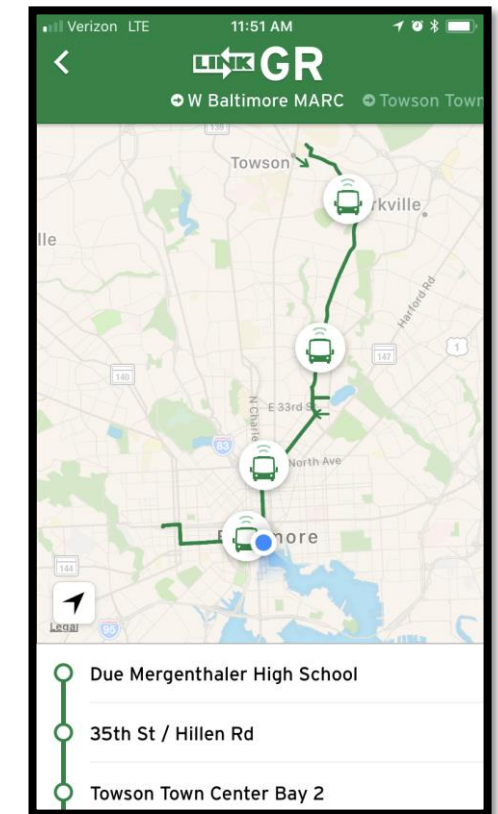 Verizon LTE 11:51 AM
LINK GR
W Baltimore MARC Towson Town
139
Towson
rkville
lle
Harford Rd
147
1
140
N Charle
E 33rd S
83
North Ave
more
144
Legal
95
Due Mergenthaler High School
35th St / Hillen Rd
Towson Town Center Bay 2